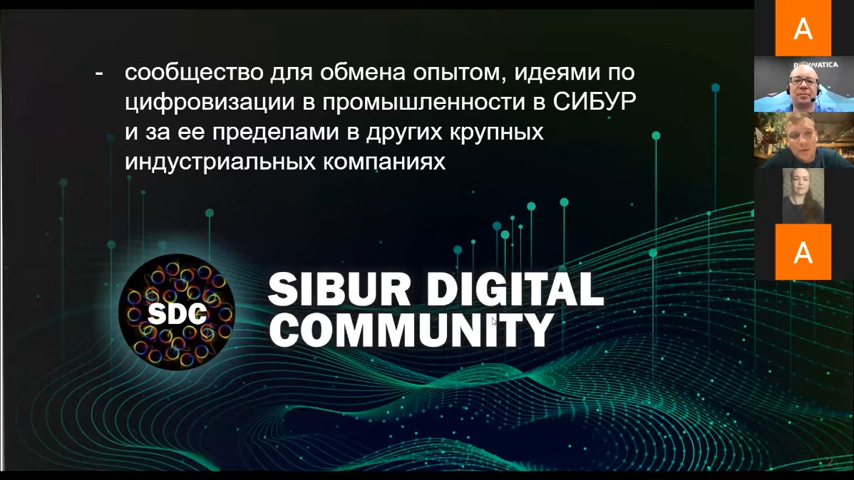 - сообщество для обмена опытом, идеями по
цифровизации в промышленности в СИБУР
и за ее пределами в других крупных
индустриальных компаниях
SDC
SIBUR DIGITAL
COMMUNITY
A
A
2